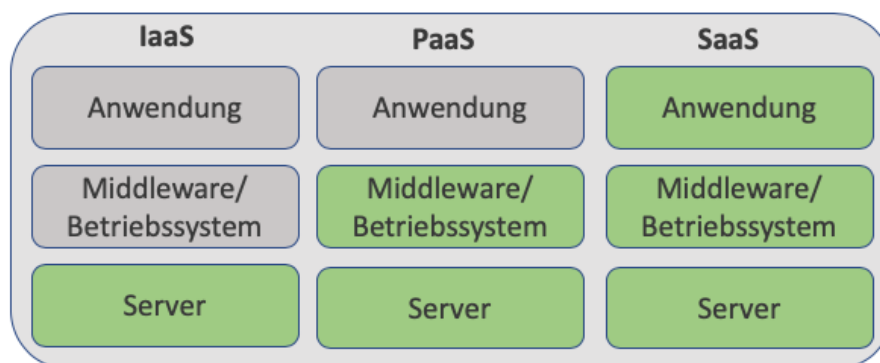 IaaS PaaS SaaS
Anwendung Anwendung Anwendung
Middleware/ Middleware/ Middleware/
Betriebssystem Betriebssystem Betriebssystem
Server Server Server